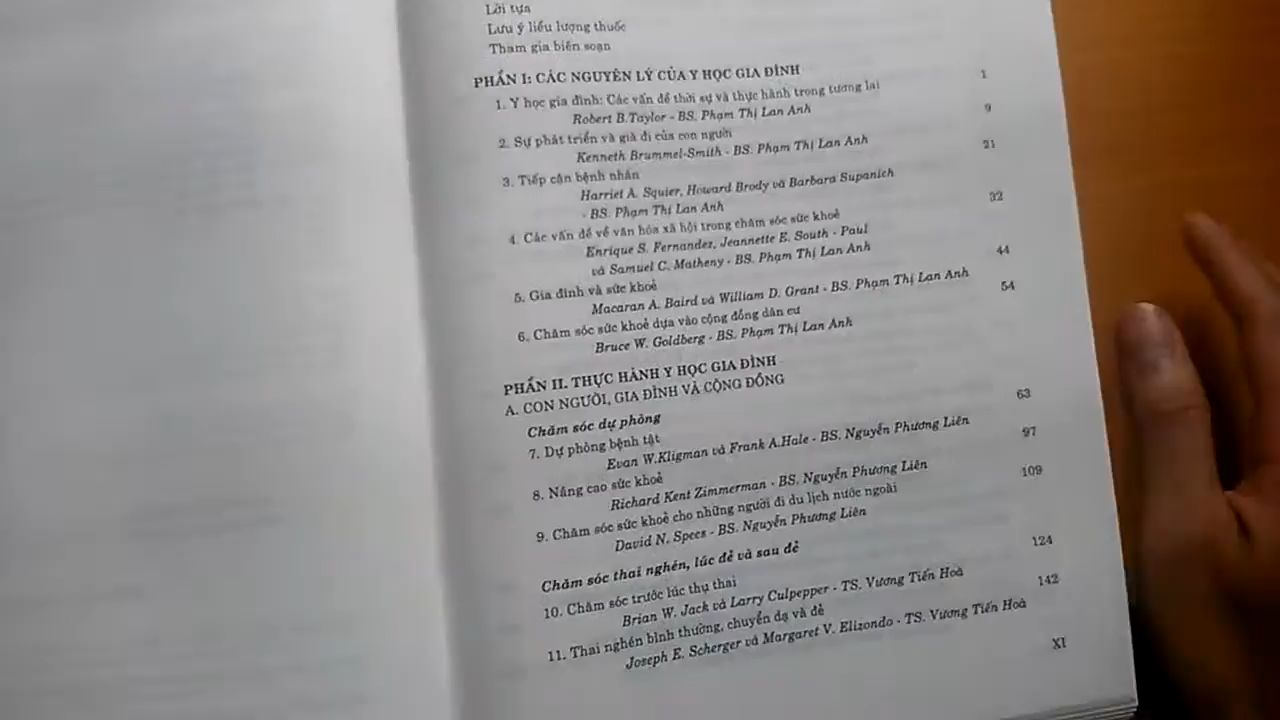 Lời tựa
Lưu ý liều lượng thuốc
Tham gia biên soạn
PHẦN I: CÁC NGUYÊN LÝ CỦA Y HỌC GIA ĐÌNH
1. Y học gia đình: Các vấn đề thời sự và thực hành trong tương lai 1
Robert B.Taylor - BS. Phạm Thị Lan Anh
2. Sự phát triển và già đi của con người 9
Kenneth Brummel-Smith - BS. Phạm Thị Lan Anh
3. Tiếp cận bệnh nhân 21
Harriet A. Squier, Howard Brody và Barbara Supanich
- BS. Phạm Thị Lan Anh
4. Các vấn đề về văn hóa xã hội trong chăm sóc sức khoẻ 32
Enrique S. Fernandez, Jeannette E. South - Paul
và Samuel C. Matheny - BS. Phạm Thị Lan Anh
5. Gia đình và sức khoẻ 44
Macaran A. Baird và William D. Grant - BS. Phạm Thị Lan Anh
6. Chăm sóc sức khoẻ dựa vào cộng đồng dân cư 54
Bruce W. Goldberg - BS. Phạm Thị Lan Anh
PHẦN II. THỰC HÀNH Y HỌC GIA ĐÌNH
A. CON NGƯỜI, GIA ĐÌNH VÀ CỘNG ĐỒNG
Chăm sóc dự phòng
7. Dự phòng bệnh tật 63
Evan W.Kligman và Frank A.Hale - BS. Nguyễn Phương Liên
8. Nâng cao sức khoẻ 97
Richard Kent Zimmerman - BS. Nguyễn Phương Liên
9. Chăm sóc sức khoẻ cho những người đi du lịch nước ngoài 109
David N. Spees - BS. Nguyễn Phương Liên
Chăm sóc thai nghén, lúc đẻ và sau đẻ
10. Chăm sóc trước lúc thụ thai 124
Brian W. Jack và Larry Culpepper - TS. Vương Tiến Hoà
11. Thai nghén bình thường, chuyển dạ và đẻ 142
Joseph E. Scherger và Margaret V. Elizondo - TS. Vương Tiến Hoà
XI